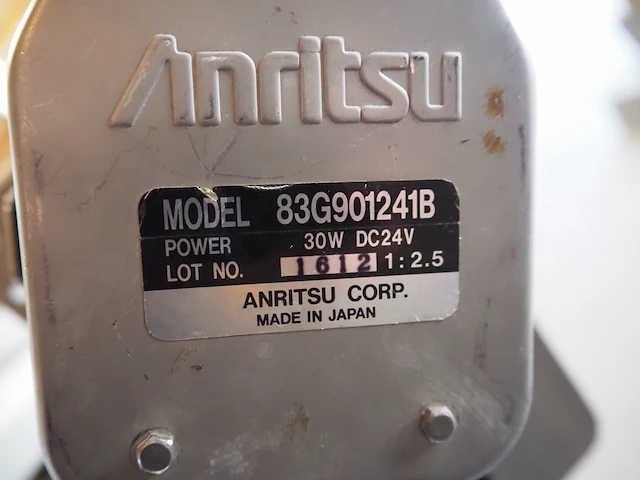 Anritsu
MODEL 83G901241B
POWER 30W DC24V
LOT NO. 1612 1:2.5
ANRITSU CORP.
MADE IN JAPAN